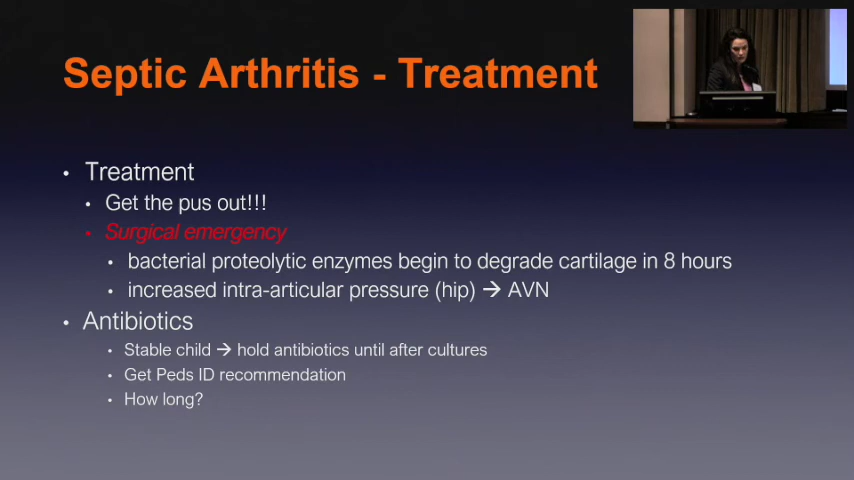 Septic Arthritis - Treatment
• Treatment
• Get the pus out!!!
• Surgical emergency
• bacterial proteolytic enzymes begin to degrade cartilage in 8 hours
• increased intra-articular pressure (hip) → AVN
• Antibiotics
• Stable child → hold antibiotics until after cultures
• Get Peds ID recommendation
• How long?